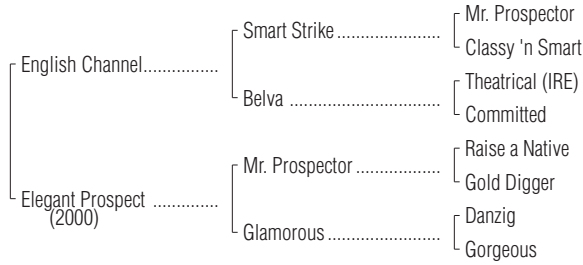 Mr. Prospector
Smart Strike ...................
Classy 'n Smart
English Channel...............
Theatrical (IRE)
Belva ............................
Committed
Raise a Native
Mr. Prospector ................
Gold Digger
Elegant Prospect .............
(2000)
Danzig
Glamorous .....................
Gorgeous